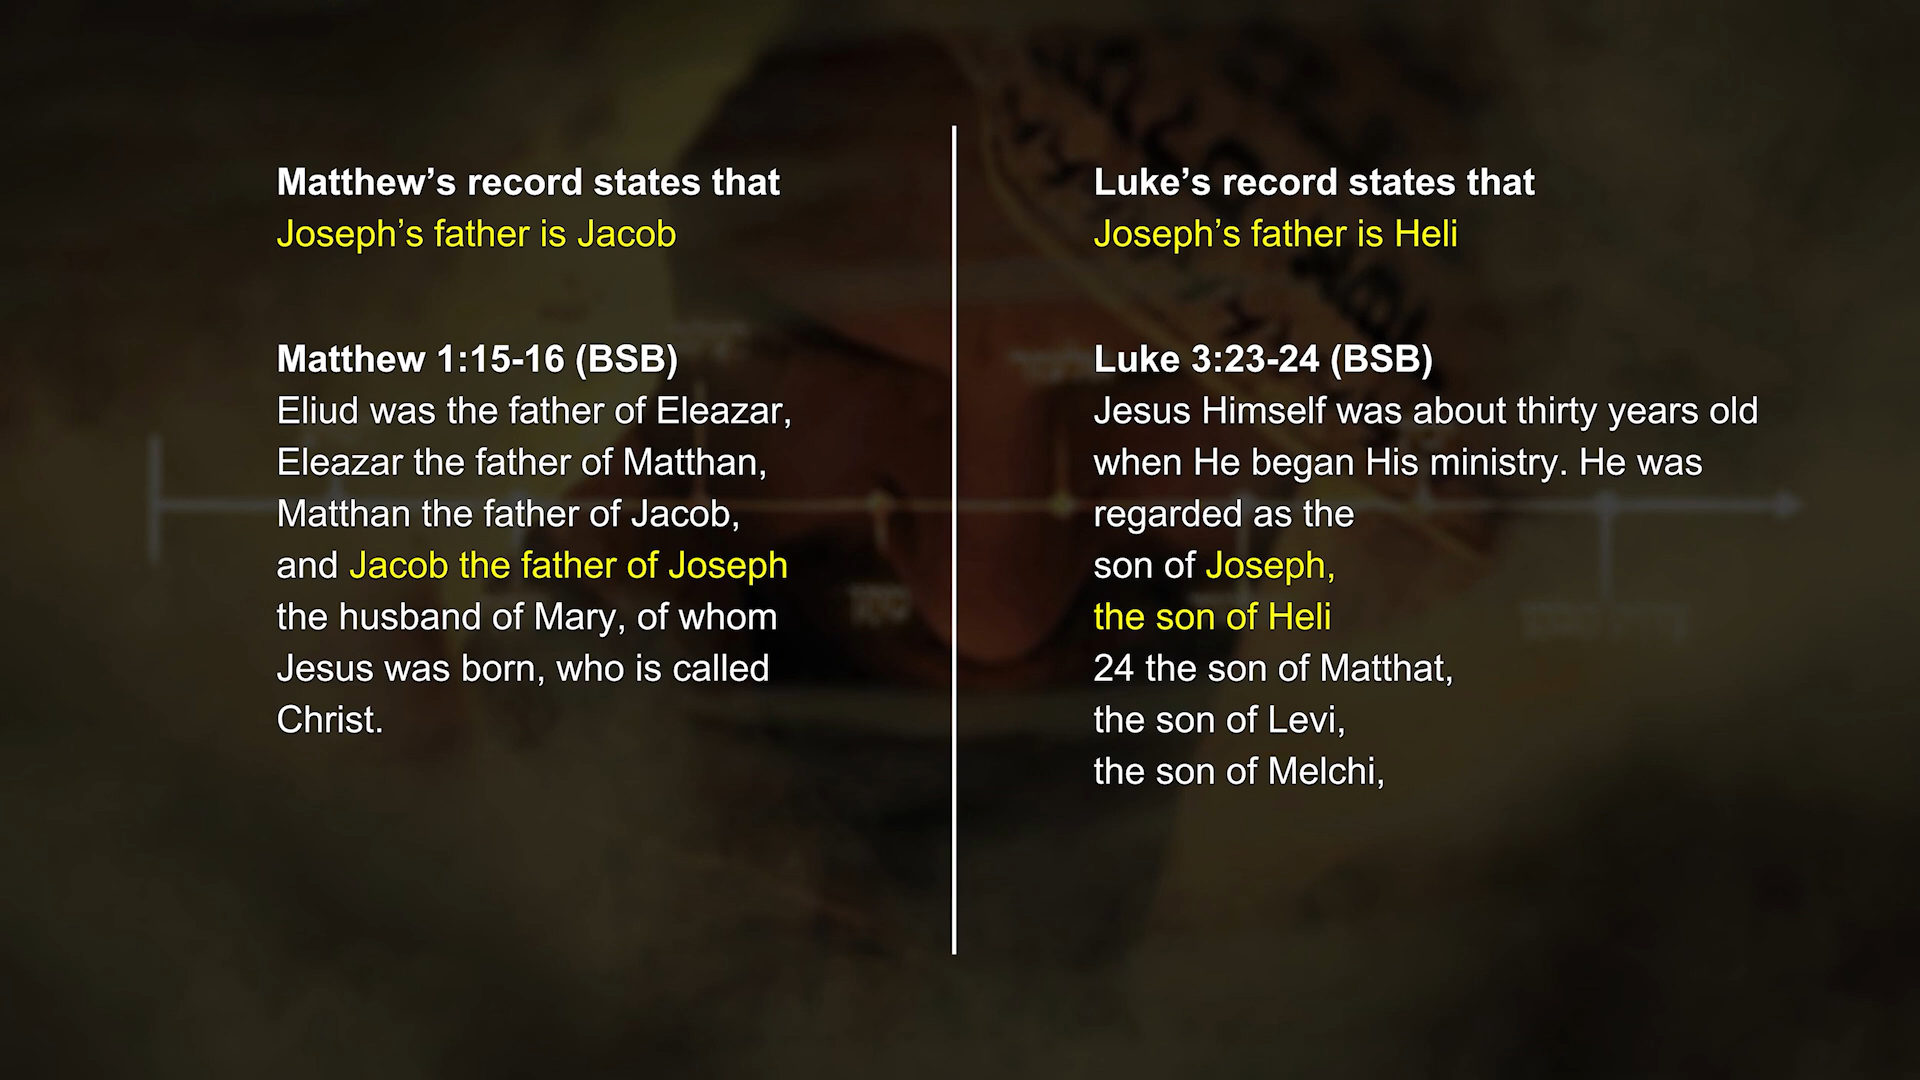 Matthew’s record states that
Joseph’s father is Jacob
Matthew 1:15-16 (BSB)
Eliud was the father of Eleazar,
Eleazar the father of Matthan,
Matthan the father of Jacob,
and Jacob the father of Joseph
the husband of Mary, of whom
Jesus was born, who is called
Christ.
Luke’s record states that
Joseph’s father is Heli
Luke 3:23-24 (BSB)
Jesus Himself was about thirty years old
when He began His ministry. He was
regarded as the
son of Joseph,
the son of Heli
24 the son of Matthat,
the son of Levi,
the son of Melchi,